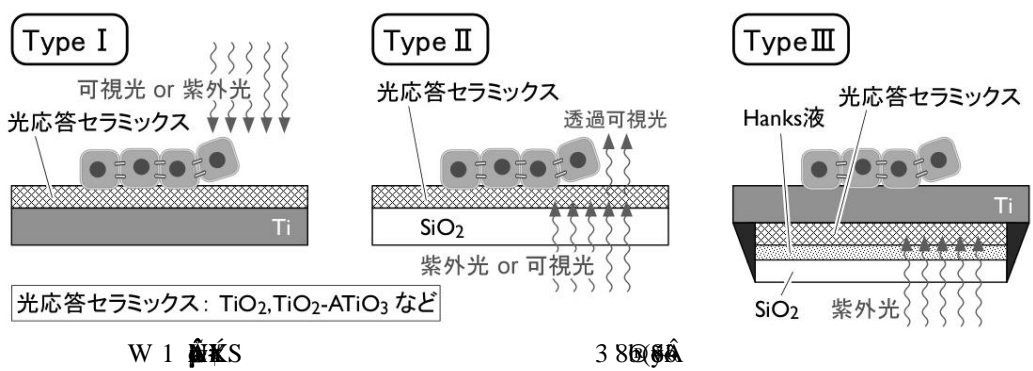 Type Ⅰ
可視光 or 紫外光
光応答セラミックス
Ti
Type Ⅱ
光応答セラミックス
透過可視光
SiO₂
紫外光 or 可視光
Type Ⅲ
光応答セラミックス
Hanks液
Ti
SiO₂
紫外光
光応答セラミックス： TiO₂,TiO₂-ATiO₃ など
W 1